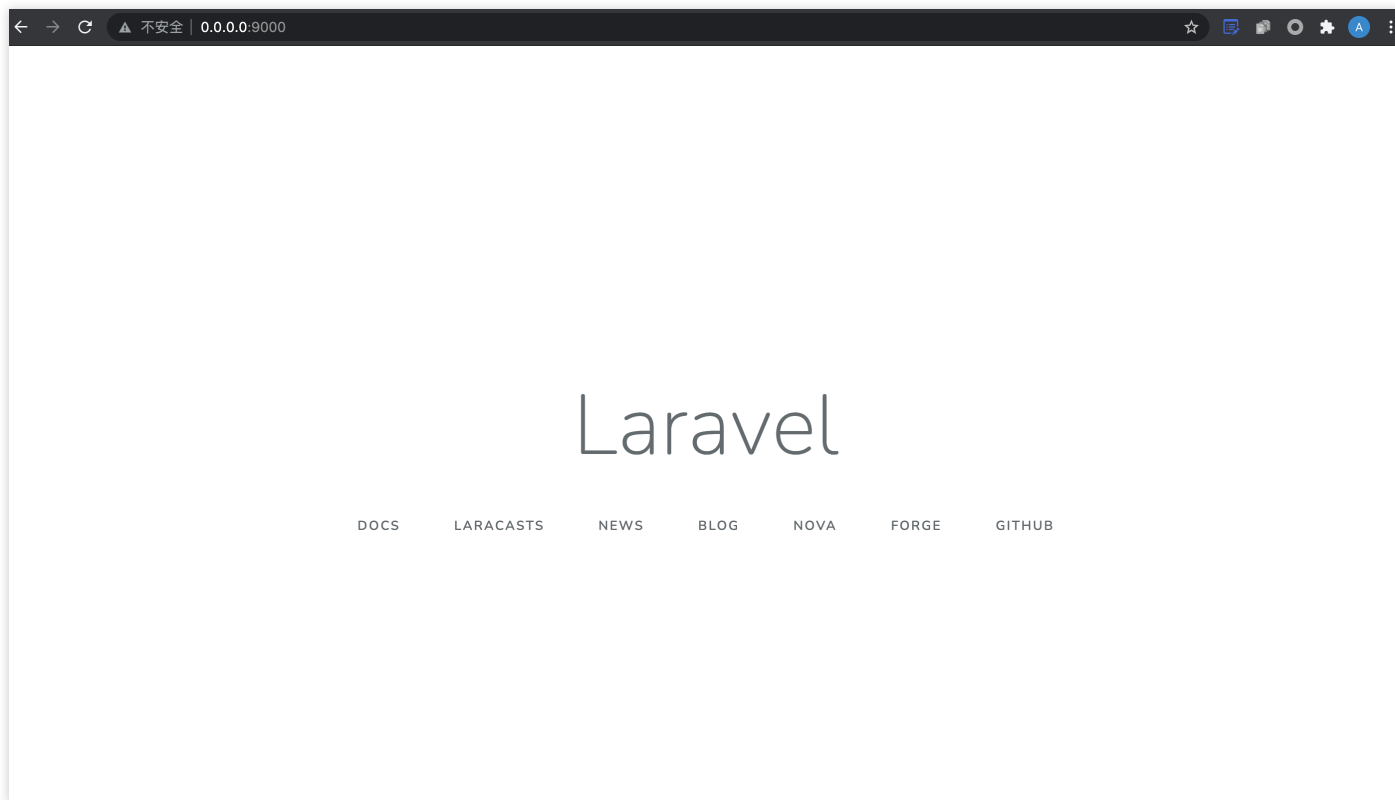 不安全 | 0.0.0.0:9000
A
Laravel
DOCS LARACASTS NEWS BLOG NOVA FORGE GITHUB